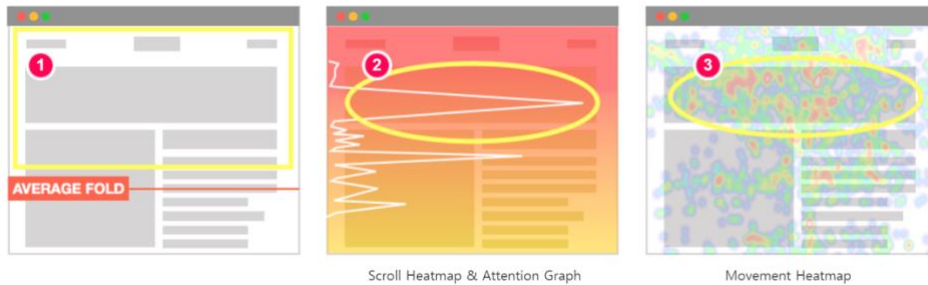 1
2
3
AVERAGE FOLD
Scroll Heatmap & Attention Graph
Movement Heatmap